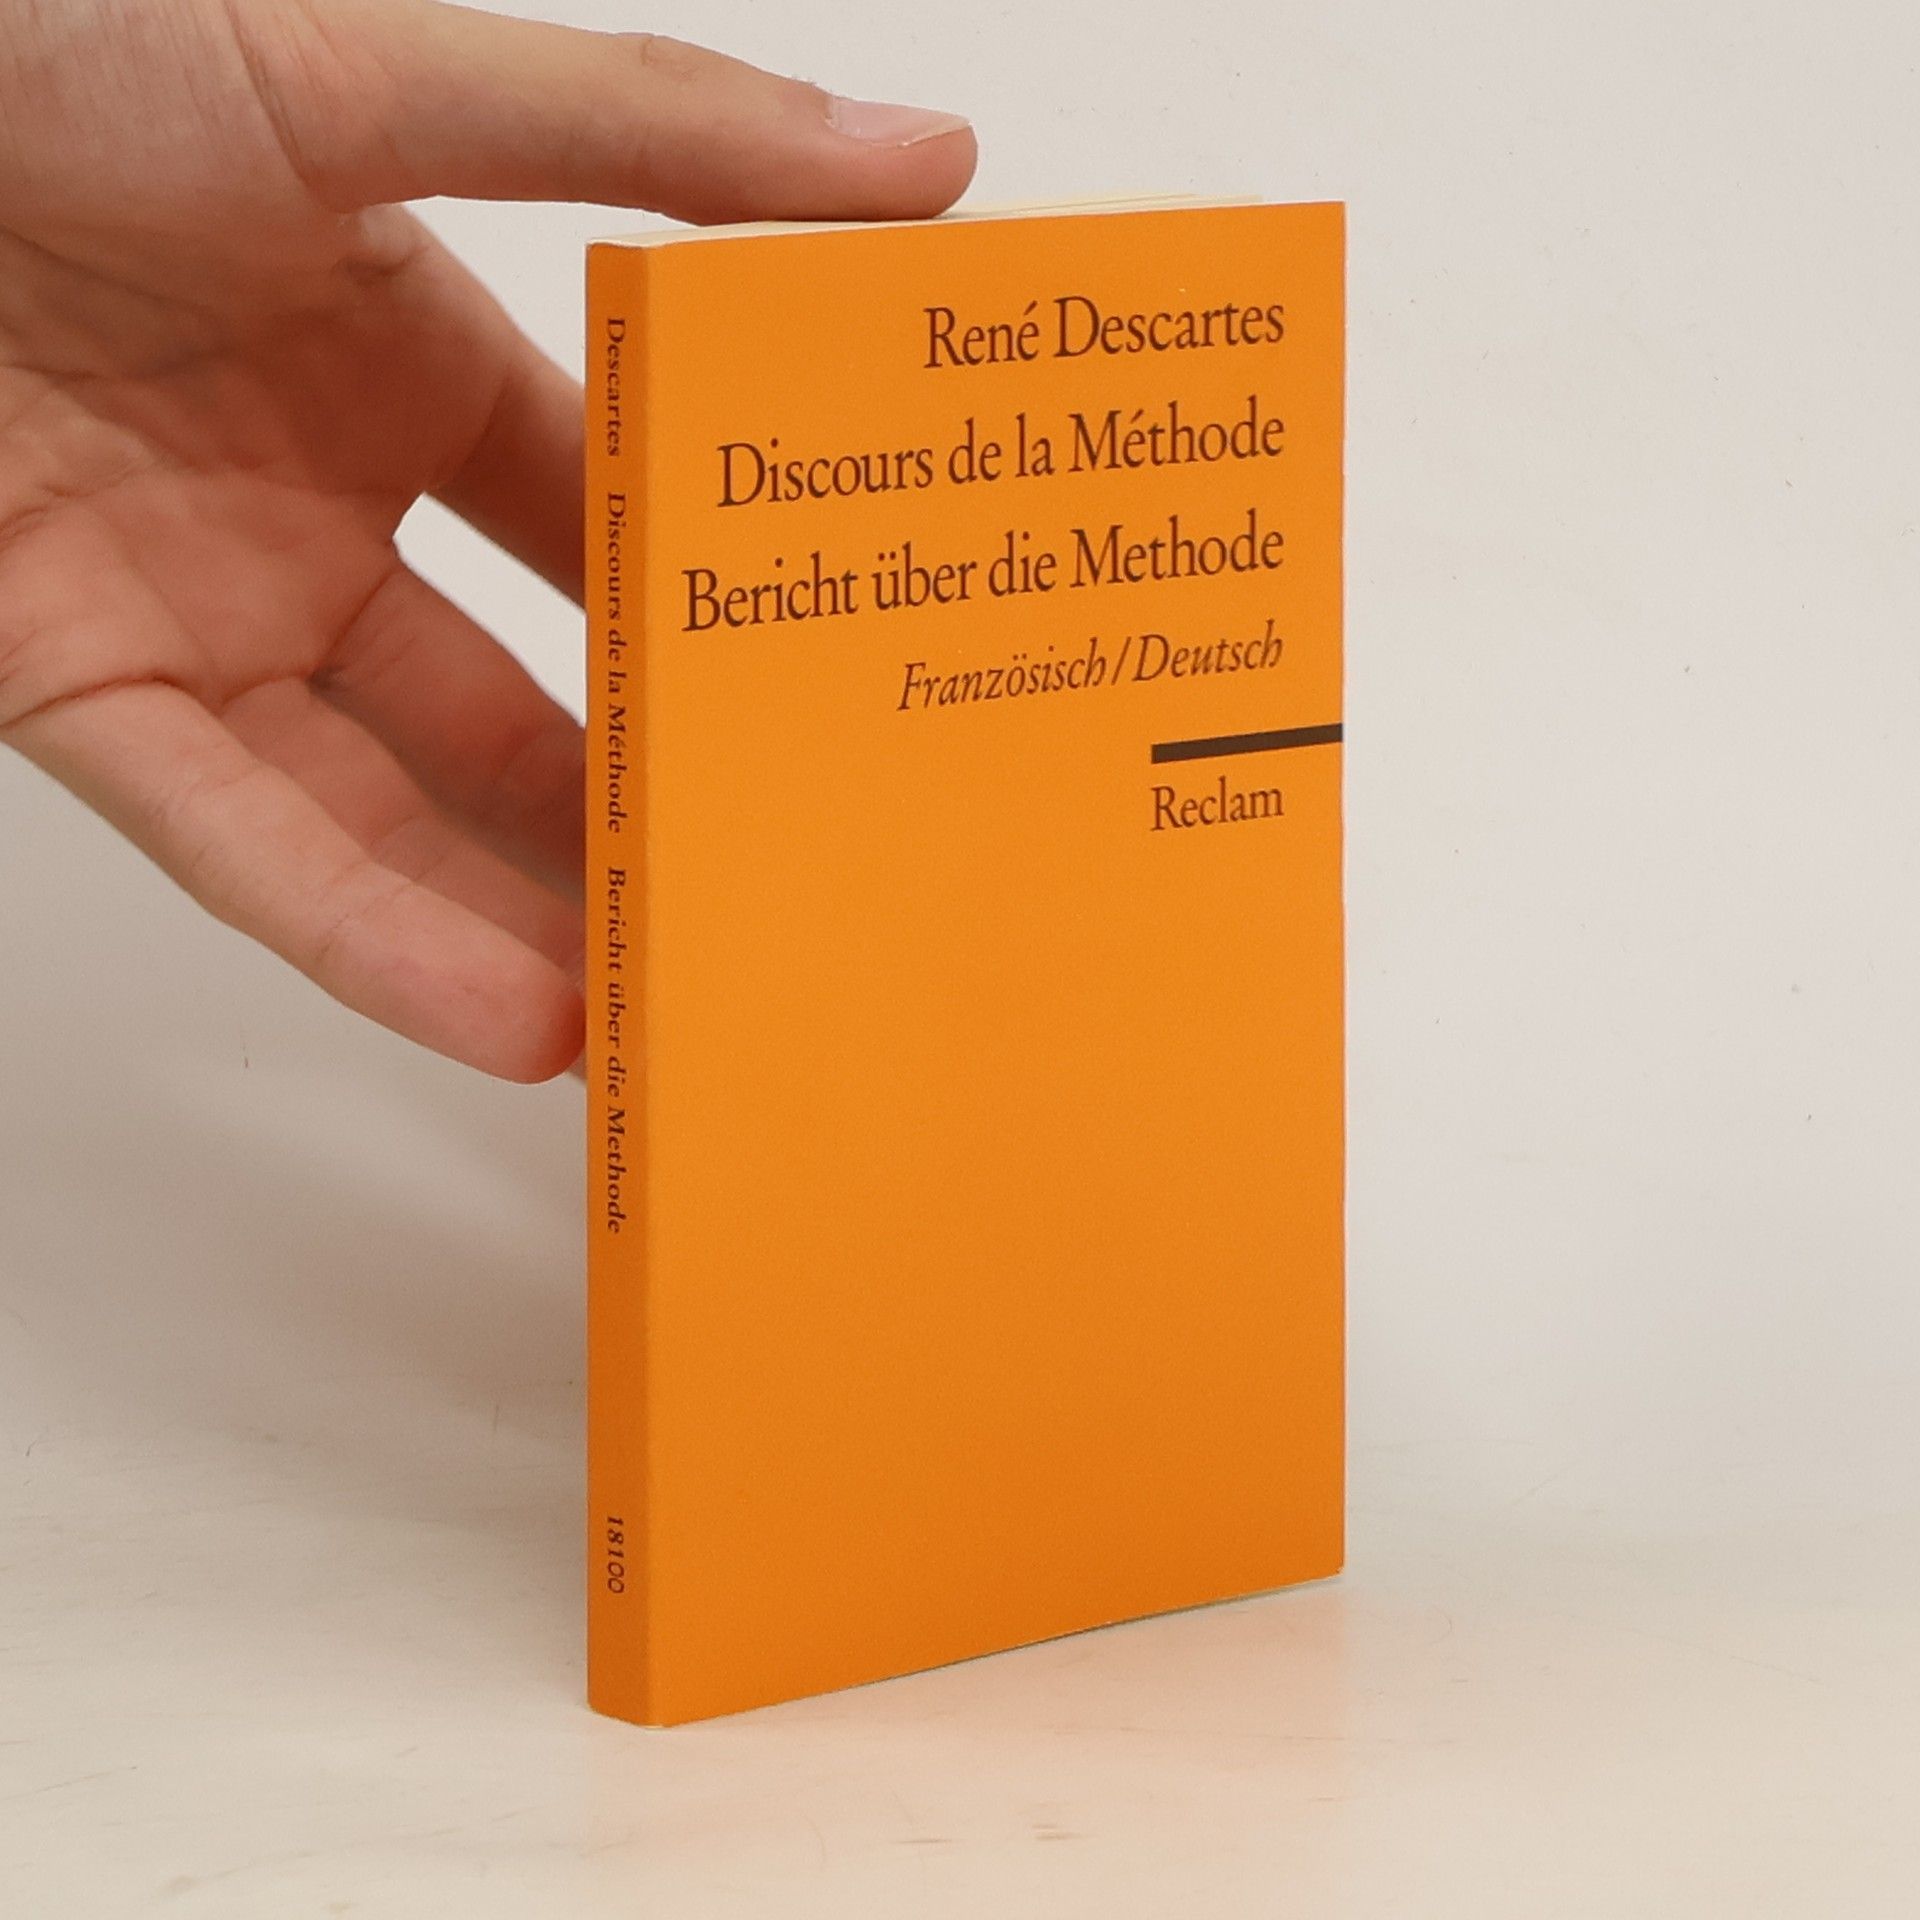 René Descartes
Discours de la Méthode
Bericht über die Methode
Französisch/Deutsch
Reclam
Descartes Discours de la Méthode Bericht über die Methode 18100